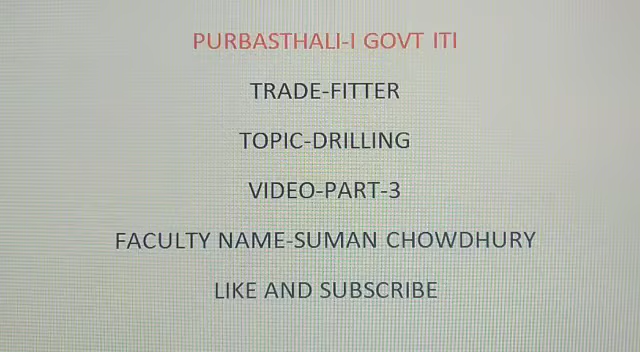 PURBASTHALI-I GOVT ITI
TRADE-FITTER
TOPIC-DRILLING
VIDEO-PART-3
FACULTY NAME-SUMAN CHOWDHURY
LIKE AND SUBSCRIBE